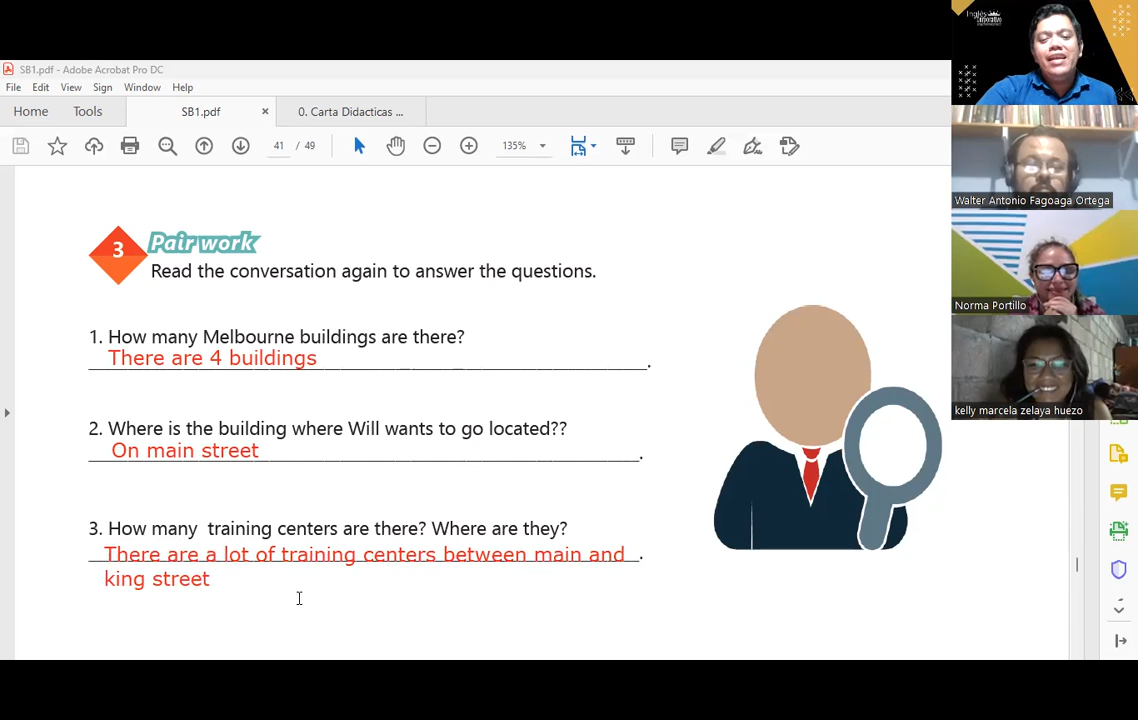 SB1.pdf - Adobe Acrobat Pro DC
File Edit View Sign Window Help
Home Tools SB1.pdf × 0. Carta Didacticas ...
41 / 49 135%
3 Pair work
Read the conversation again to answer the questions.
1. How many Melbourne buildings are there?
There are 4 buildings
2. Where is the building where Will wants to go located??
On main street
3. How many training centers are there? Where are they?
There are a lot of training centers between main and
king street
Inglés
Corporativo
Walter Antonio Fagoaga Ortega
Norma Portillo
kelly marcela zelaya huezo